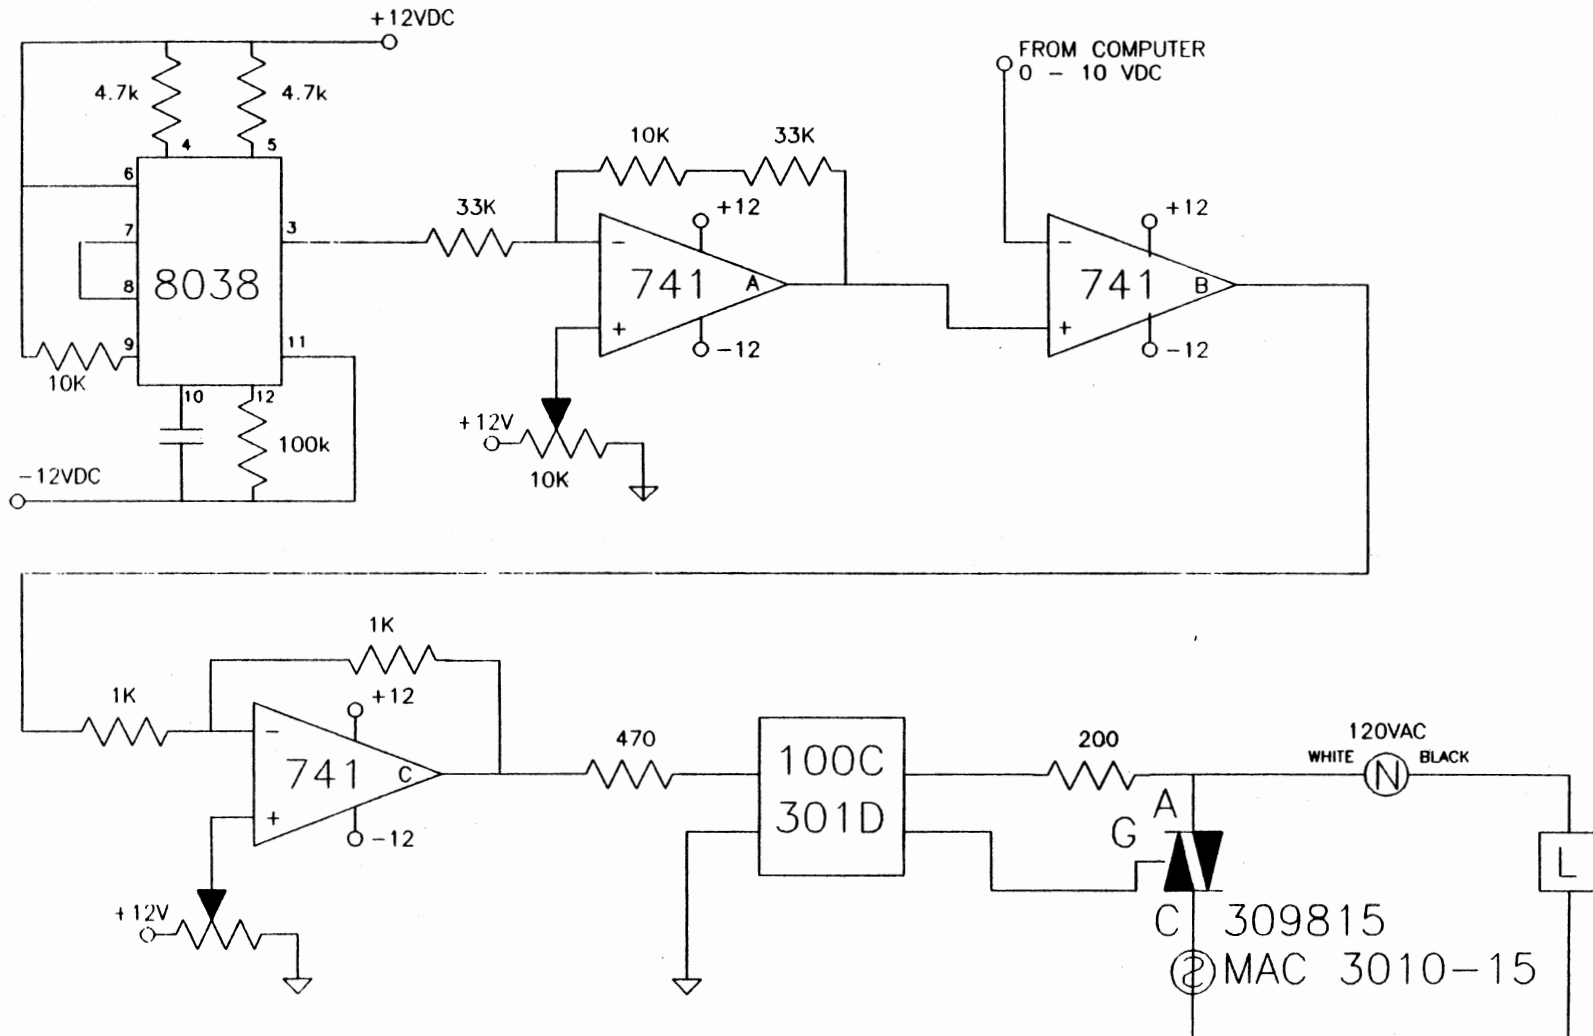 +12VDC
4.7k
4.7k
4
5
6
7
8
9
3
11
10
12
8038
10K
100k
-12VDC
33K
10K
33K
+12
-
741
A
+
-12
+12V
10K
FROM COMPUTER
0 - 10 VDC
+12
-
741
B
+
-12
1K
1K
+12
-
741
C
+
-12
+12V
470
100C
301D
200
120VAC
WHITE
N
BLACK
A
G
C
309815
MAC 3010-15
L